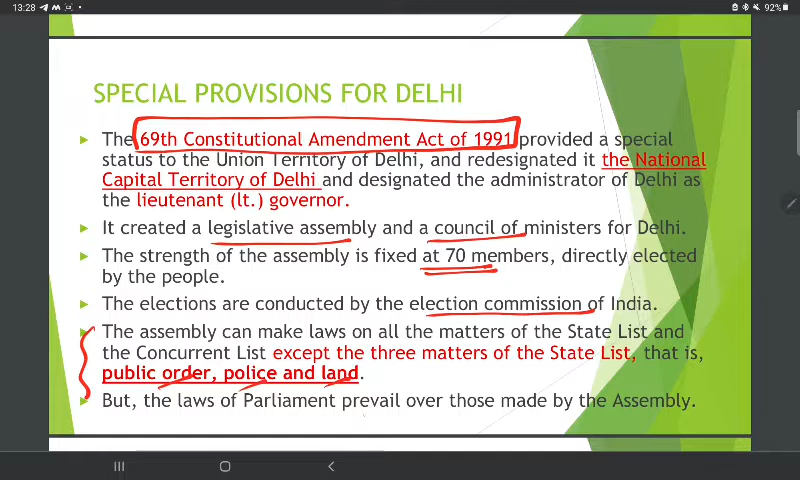 13:28
92%
SPECIAL PROVISIONS FOR DELHI
The 69th Constitutional Amendment Act of 1991 provided a special
status to the Union Territory of Delhi, and redesignated it the National
Capital Territory of Delhi and designated the administrator of Delhi as
the lieutenant (lt.) governor.
It created a legislative assembly and a council of ministers for Delhi.
The strength of the assembly is fixed at 70 members, directly elected
by the people.
The elections are conducted by the election commission of India.
The assembly can make laws on all the matters of the State List and
the Concurrent List except the three matters of the State List, that is,
public order, police and land.
But, the laws of Parliament prevail over those made by the Assembly.